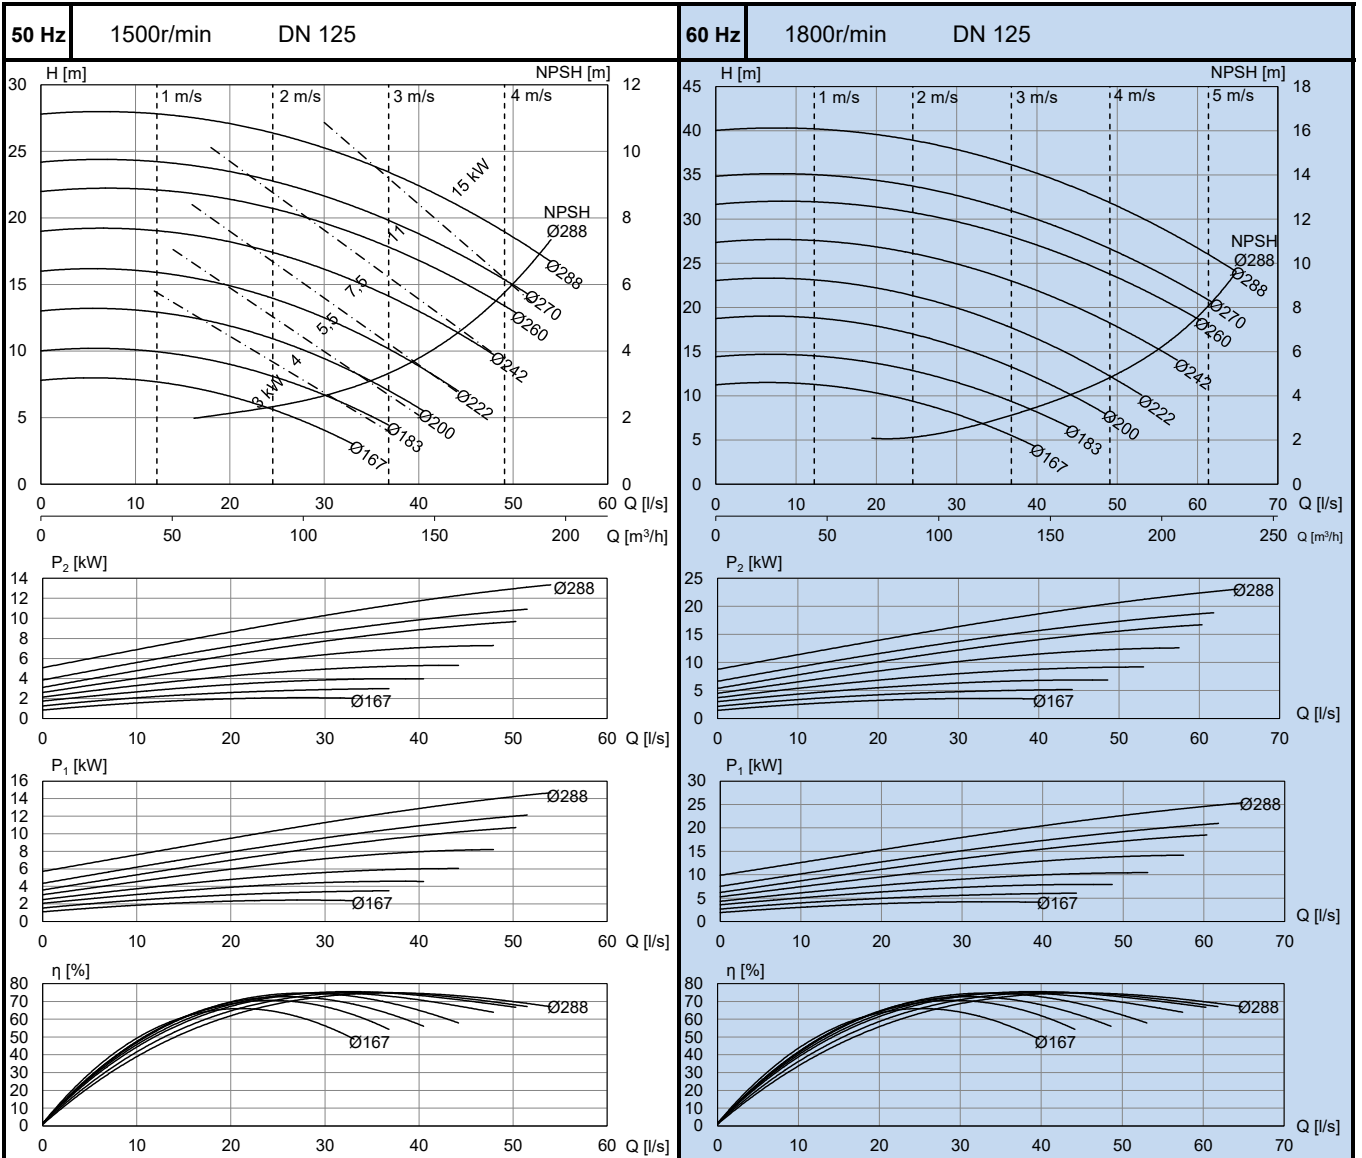 50 Hz 1500r/min DN 125
H [m] NPSH [m]
30 1 m/s 2 m/s 3 m/s 4 m/s 12
25 10
15 kW
20 8
NPSH
Ø288
11
15 6
Ø288
7,5
Ø270
5,5
Ø260
10 4
4
Ø242
3 kW
Ø222
5 2
Ø200
Ø183
Ø167
0 0
0 10 20 30 40 50 60 Q [l/s]
0 50 100 150 200 Q [m³/h]
P₂ [kW]
14
12
10
8
6
4
2
0
Ø288
Ø167
0 10 20 30 40 50 60 Q [l/s]
P₁ [kW]
16
14
12
10
8
6
4
2
0
Ø288
Ø167
0 10 20 30 40 50 60 Q [l/s]
η [%]
80
70
60
50
40
30
20
10
0
Ø288
Ø167
0 10 20 30 40 50 60 Q [l/s]
60 Hz 1800r/min DN 125
H [m] NPSH [m]
45 1 m/s 2 m/s 3 m/s 4 m/s 5 m/s 18
40 16
35 14
30 12
NPSH
Ø288
25 10
Ø288
20 8
Ø270
Ø260
15 6
Ø242
10 4
Ø222
Ø200
Ø183
5 2
Ø167
0 0
0 10 20 30 40 50 60 70 Q [l/s]
0 50 100 150 200 250 Q [m³/h]
P₂ [kW]
25
20
15
10
5
0
Ø288
Ø167
0 10 20 30 40 50 60 70 Q [l/s]
P₁ [kW]
30
25
20
15
10
5
0
Ø288
Ø167
0 10 20 30 40 50 60 70 Q [l/s]
η [%]
80
70
60
50
40
30
20
10
0
Ø288
Ø167
0 10 20 30 40 50 60 70 Q [l/s]